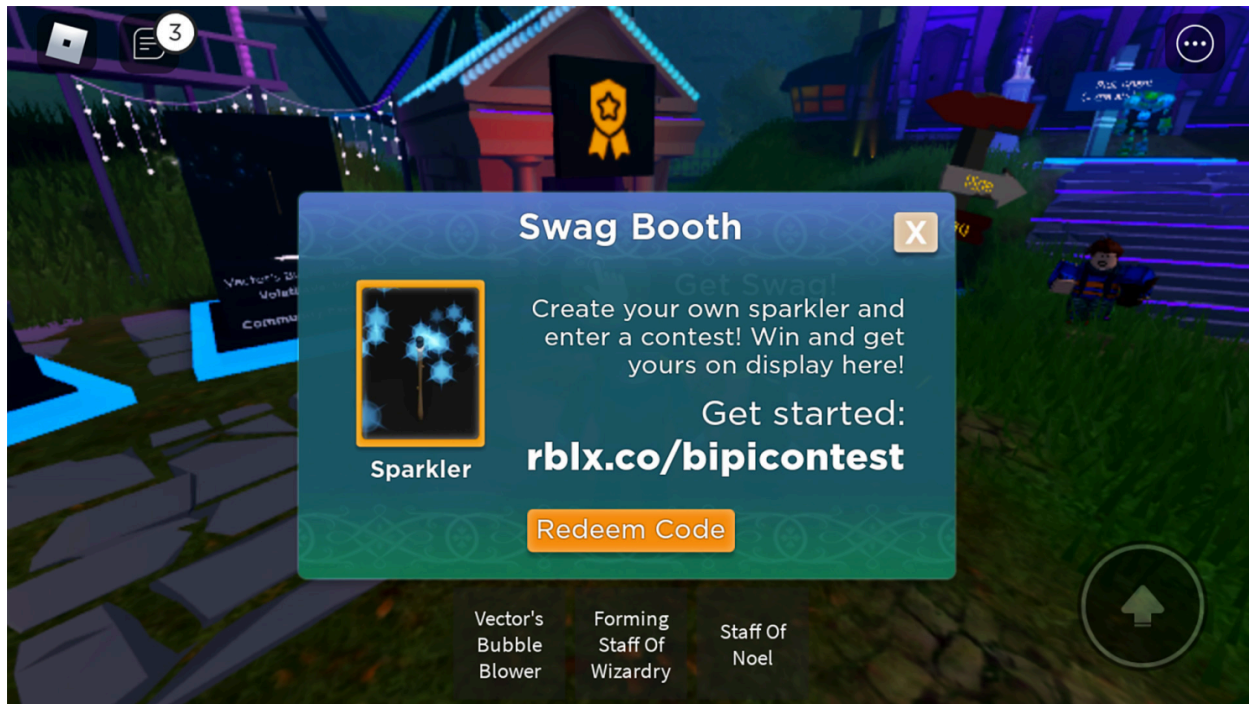 3
Swag Booth
X
Get Swag!
Create your own sparkler and
enter a contest! Win and get
yours on display here!
Get started:
rblx.co/bipicontest
Sparkler
Redeem Code
Vector's
Bubble
Blower
Forming
Staff Of
Wizardry
Staff Of
Noel